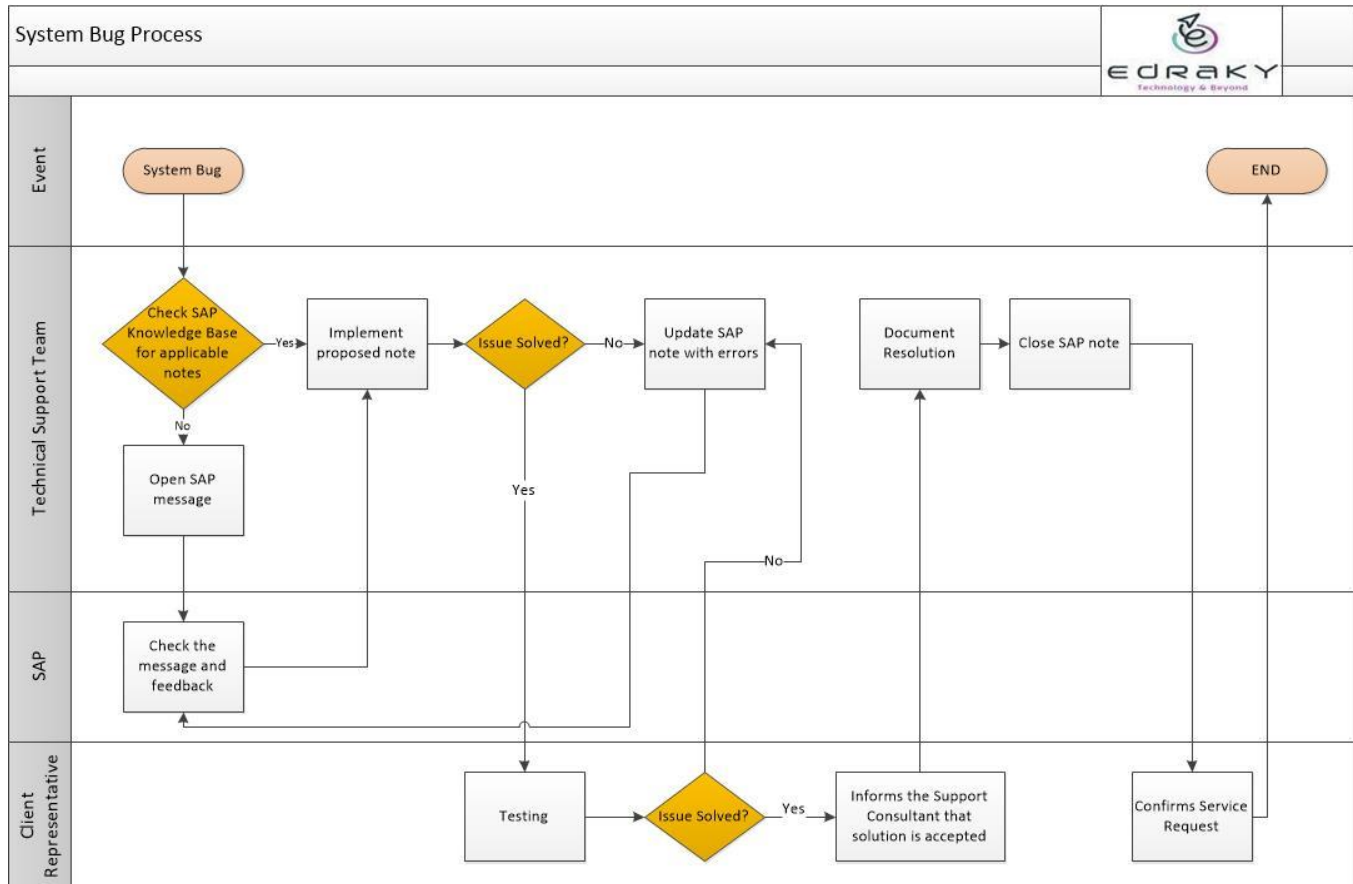 System Bug Process
EDRAKY
Technology & Beyond
Event
System Bug
END
Technical Support Team
Check SAP
Knowledge Base
for applicable
notes
Yes
Implement
proposed note
Issue Solved?
No
Update SAP
note with errors
Document
Resolution
Close SAP note
No
Open SAP
message
Yes
No
SAP
Check the
message and
feedback
Client
Representative
Testing
Issue Solved?
Yes
Informs the Support
Consultant that
solution is accepted
Confirms Service
Request